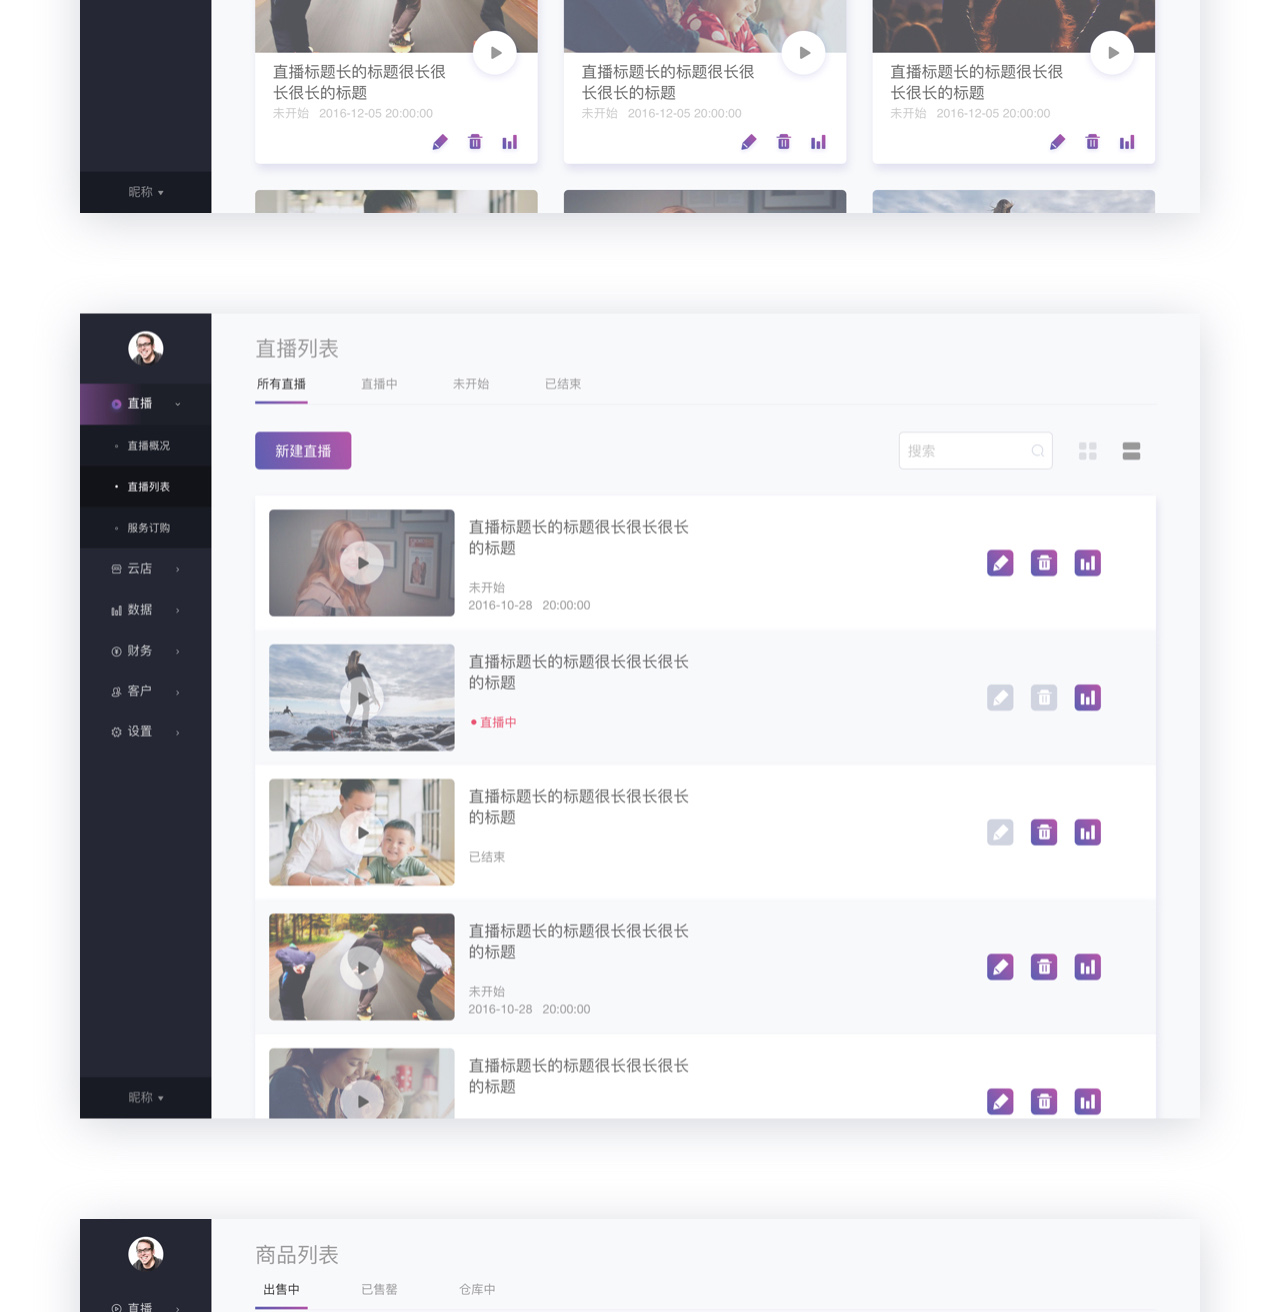 直播标题长的标题很长很
长很长的标题
未开始 2016-12-05 20:00:00
直播标题长的标题很长很
长很长的标题
未开始 2016-12-05 20:00:00
直播标题长的标题很长很
长很长的标题
未开始 2016-12-05 20:00:00
昵称
直播列表
所有直播
直播中
未开始
已结束
直播
直播概况
直播列表
服务订购
云店
数据
财务
客户
设置
昵称
新建直播
搜索
直播标题长的标题很长很长很长
的标题
未开始
2016-10-28 20:00:00
直播标题长的标题很长很长很长
的标题
直播中
直播标题长的标题很长很长很长
的标题
已结束
直播标题长的标题很长很长很长
的标题
未开始
2016-10-28 20:00:00
直播标题长的标题很长很长很长
的标题
商品列表
出售中
已售罄
仓库中
直播